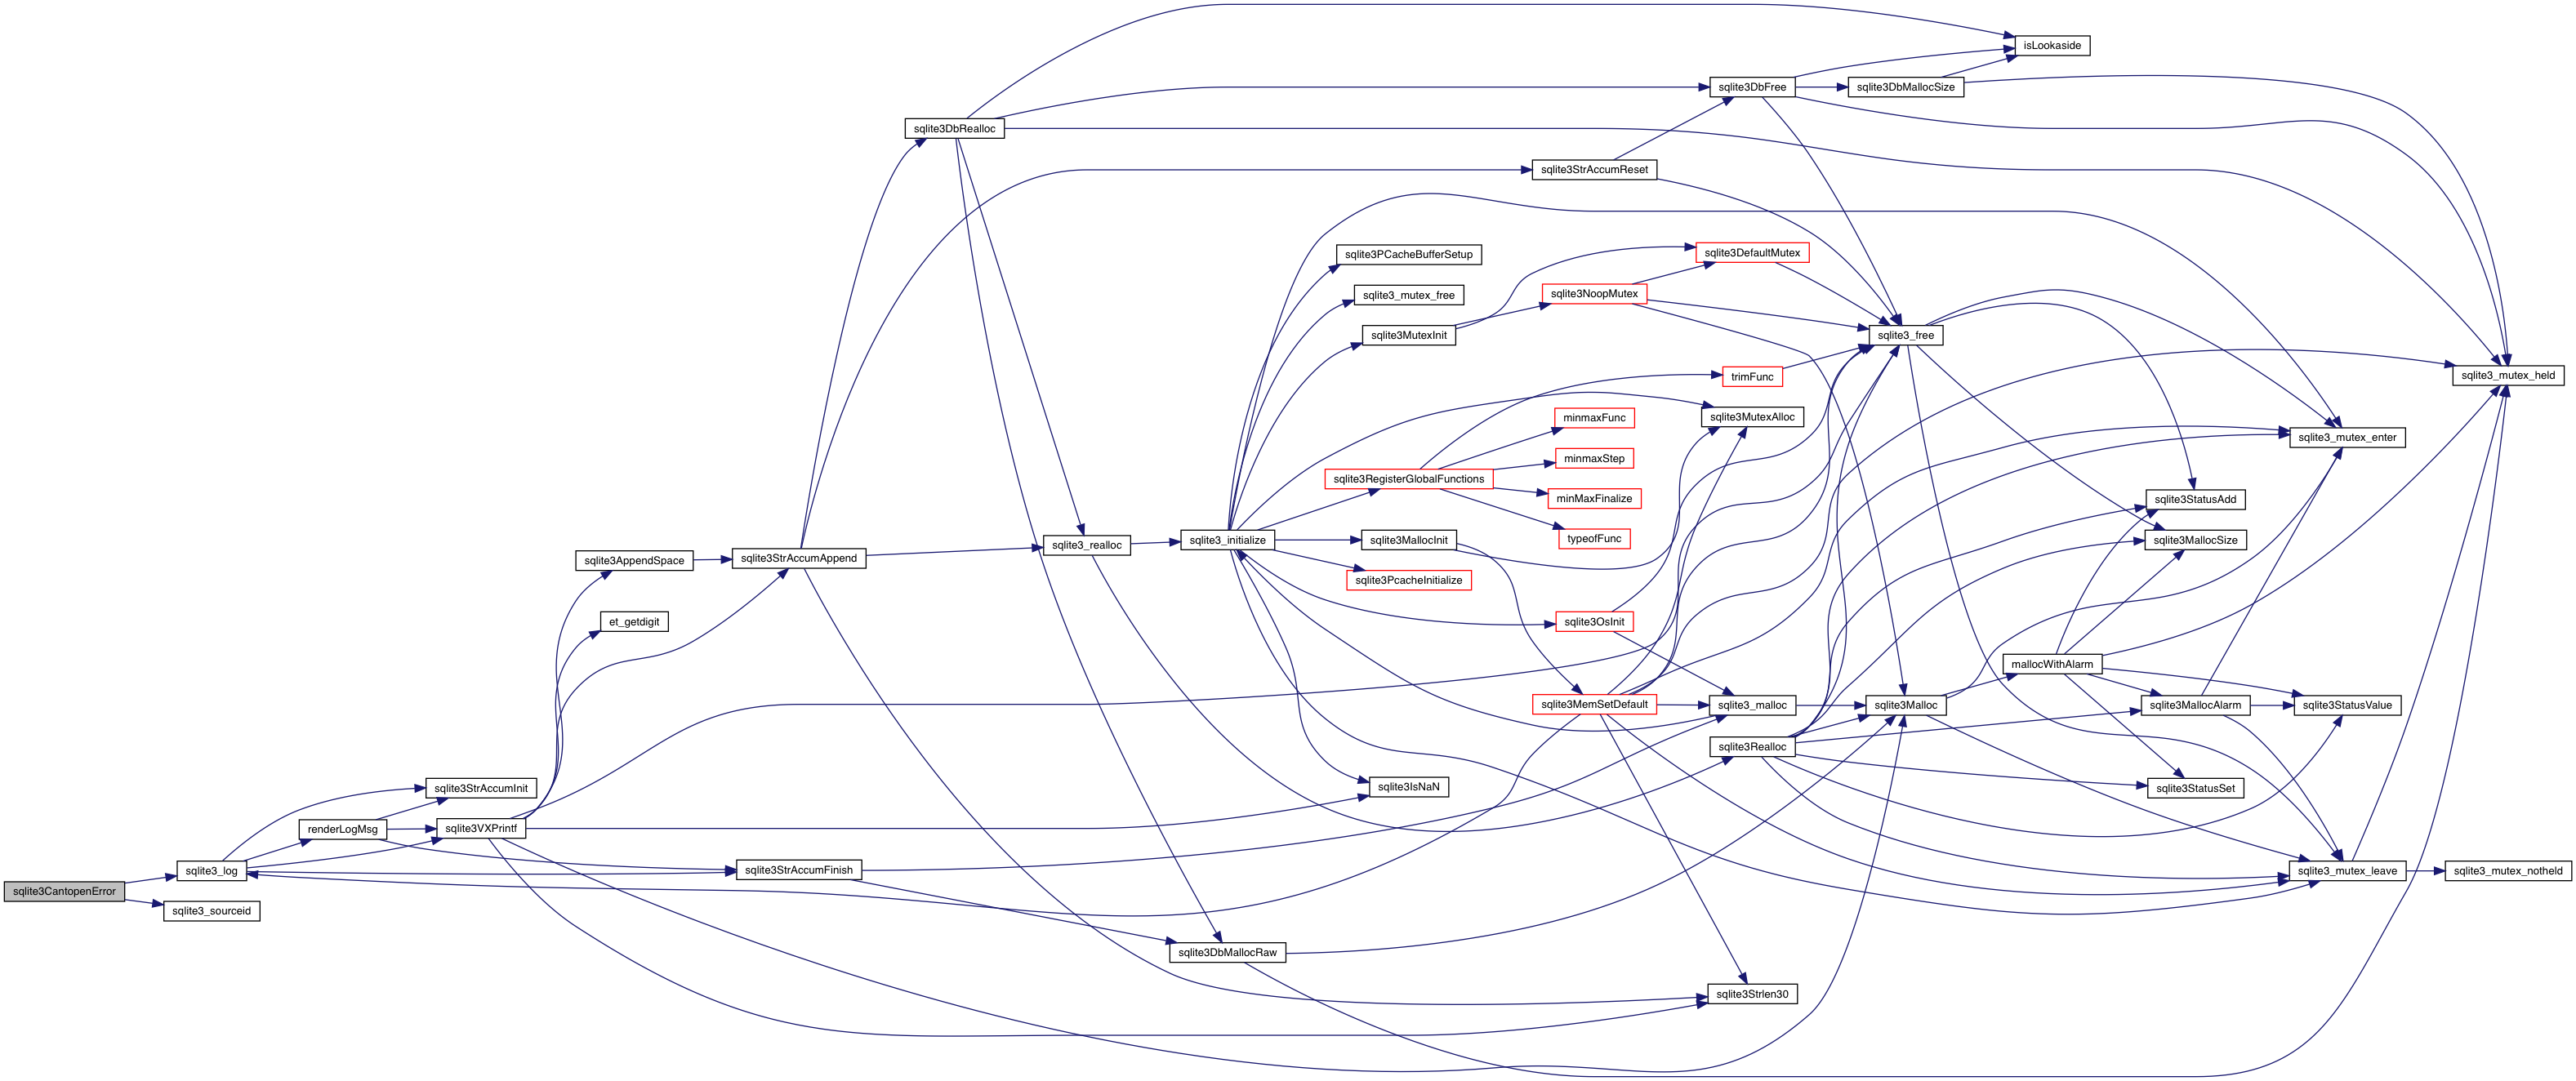 isLookaside
sqlite3DbFree
sqlite3DbMallocSize
sqlite3DbRealloc
sqlite3StrAccumReset
sqlite3PCacheBufferSetup
sqlite3DefaultMutex
sqlite3_mutex_free
sqlite3NoopMutex
sqlite3MutexInit
sqlite3_free
trimFunc
sqlite3_mutex_held
minmaxFunc
sqlite3MutexAlloc
sqlite3_mutex_enter
minmaxStep
sqlite3RegisterGlobalFunctions
minMaxFinalize
sqlite3StatusAdd
typeofFunc
sqlite3_realloc
sqlite3_initialize
sqlite3MallocInit
sqlite3MallocSize
sqlite3AppendSpace
sqlite3StrAccumAppend
sqlite3PcacheInitialize
et_getdigit
sqlite3OsInit
mallocWithAlarm
sqlite3MemSetDefault
sqlite3_malloc
sqlite3Malloc
sqlite3MallocAlarm
sqlite3StatusValue
sqlite3Realloc
sqlite3StrAccumInit
sqlite3IsNaN
sqlite3StatusSet
renderLogMsg
sqlite3VXPrintf
sqlite3_log
sqlite3StrAccumFinish
sqlite3_mutex_leave
sqlite3_mutex_notheld
sqlite3CantopenError
sqlite3_sourceid
sqlite3DbMallocRaw
sqlite3Strlen30